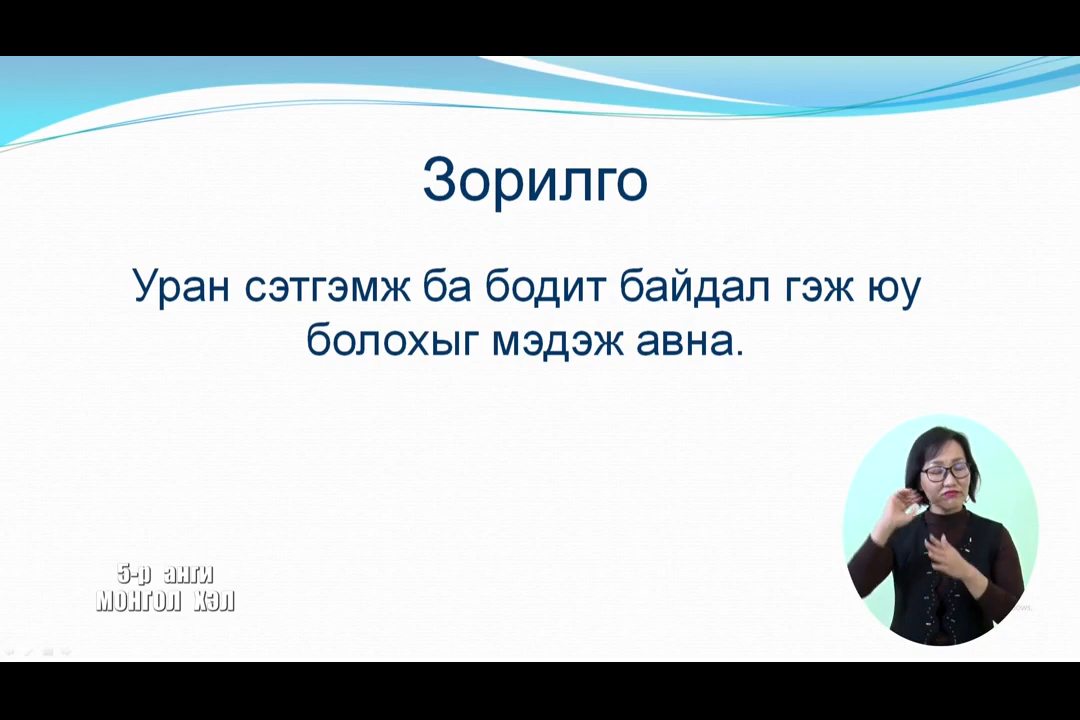 Зорилго
Уран сэтгэмж ба бодит байдал гэж юу
болохыг мэдэж авна.
5-р анги
МОНГОЛ ХЭЛ